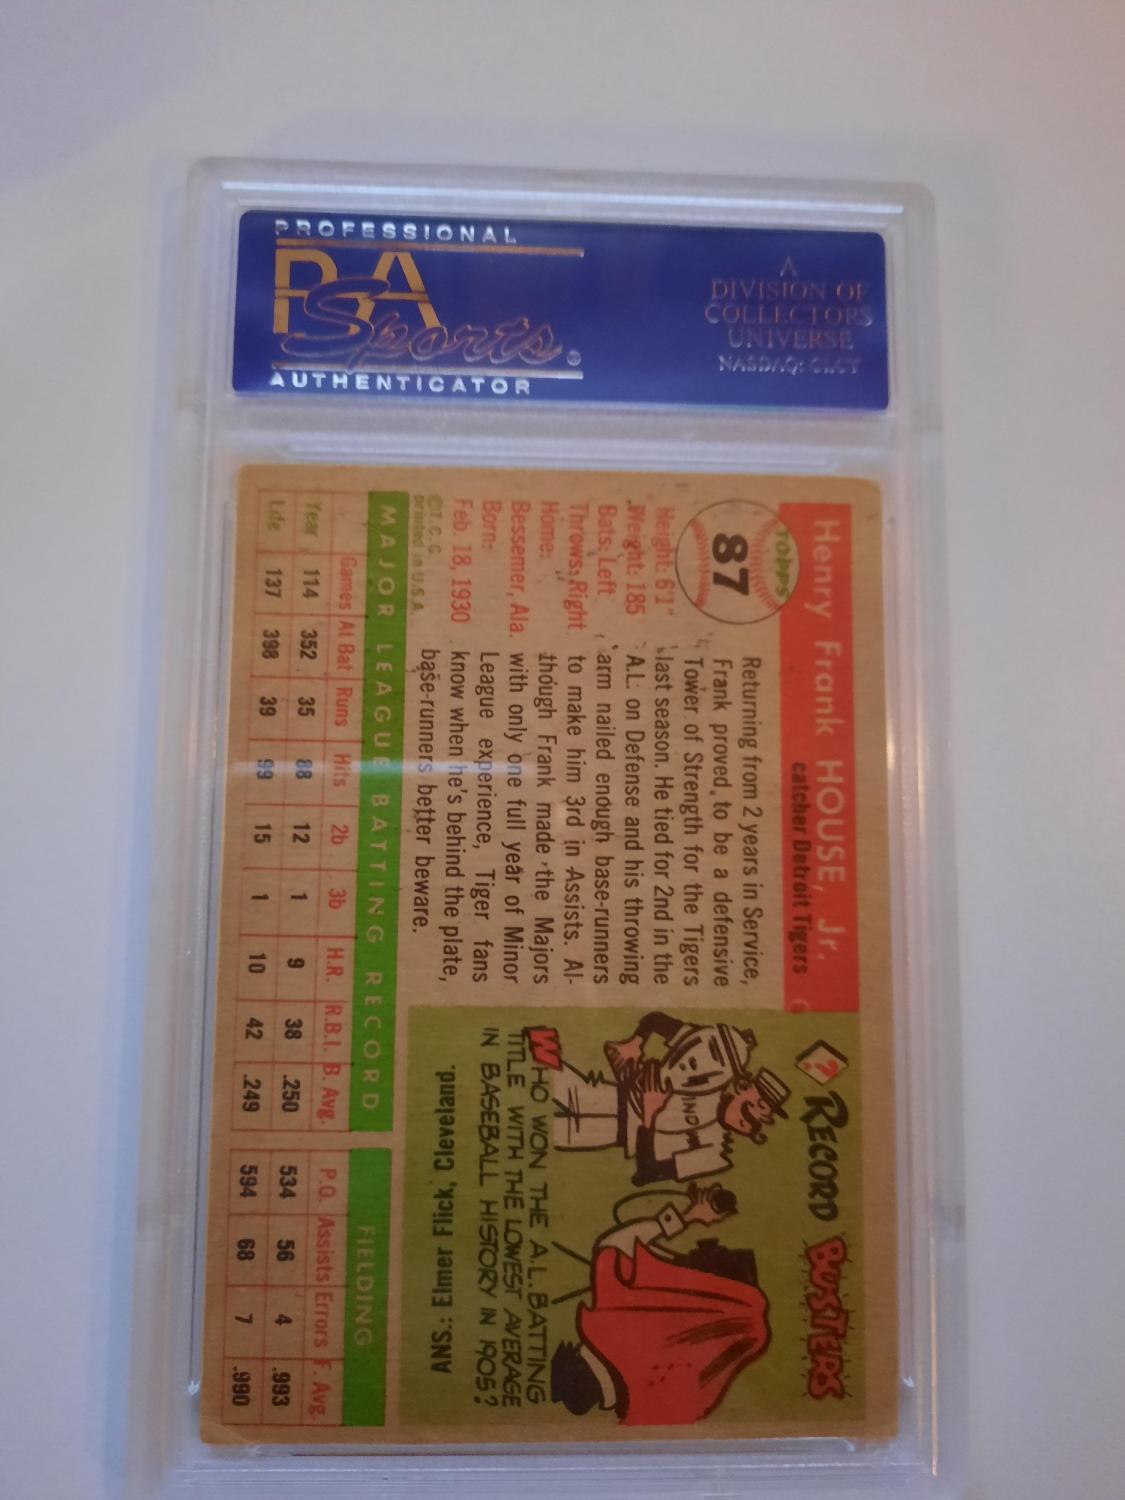 PROFESSIONAL
PSA
Sports®
AUTHENTICATOR
A
DIVISION OF
COLLECTORS
UNIVERSE
NASDAQ: CLCT
Henry Frank HOUSE, Jr.
catcher Detroit Tigers
TOPPS
87
Height: 6'1"
Weight: 185
Bats: Left
Throws: Right
Home:
Bessemer, Ala.
Born:
Feb. 18, 1930
©T.C.G.
printed in U.S.A.
Returning from 2 years in Service,
Frank proved to be a defensive
Tower of Strength for the Tigers
last season. He tied for 2nd in the
A.L. on Defense and his throwing
arm nailed enough base-runners
to make him 3rd in Assists. Al-
though Frank made the Majors
with only one full year of Minor
League experience, Tiger fans
know when he's behind the plate,
base-runners better beware.
? RECORD BUSTERS
IND
WHO WON THE A.L. BATTING
TITLE WITH THE LOWEST AVERAGE
IN BASEBALL HISTORY IN 1905?
ANS.: Elmer Flick, Cleveland.
MAJOR LEAGUE BATTING RECORD
FIELDING
Games At Bat Runs Hits 2b 3b H.R. R.B.I. B. Avg. P.O. Assists Errors F. Avg.
Year 114 352 35 88 12 1 9 38 .250 534 56 4 .993
Life 137 398 39 99 15 1 10 42 .249 594 68 7 .990